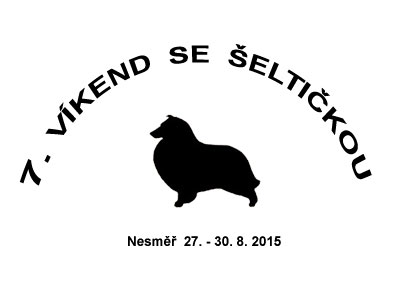 7. VÍKEND SE ŠELTIČKOU
Nesměř 27. - 30. 8. 2015